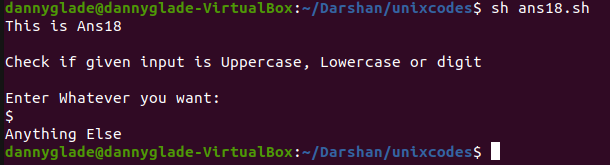 dannyglade@dannyglade-VirtualBox:~/Darshan/unixcodes$ sh ans18.sh
This is Ans18
Check if given input is Uppercase, Lowercase or digit
Enter Whatever you want:
$
Anything Else
dannyglade@dannyglade-VirtualBox:~/Darshan/unixcodes$